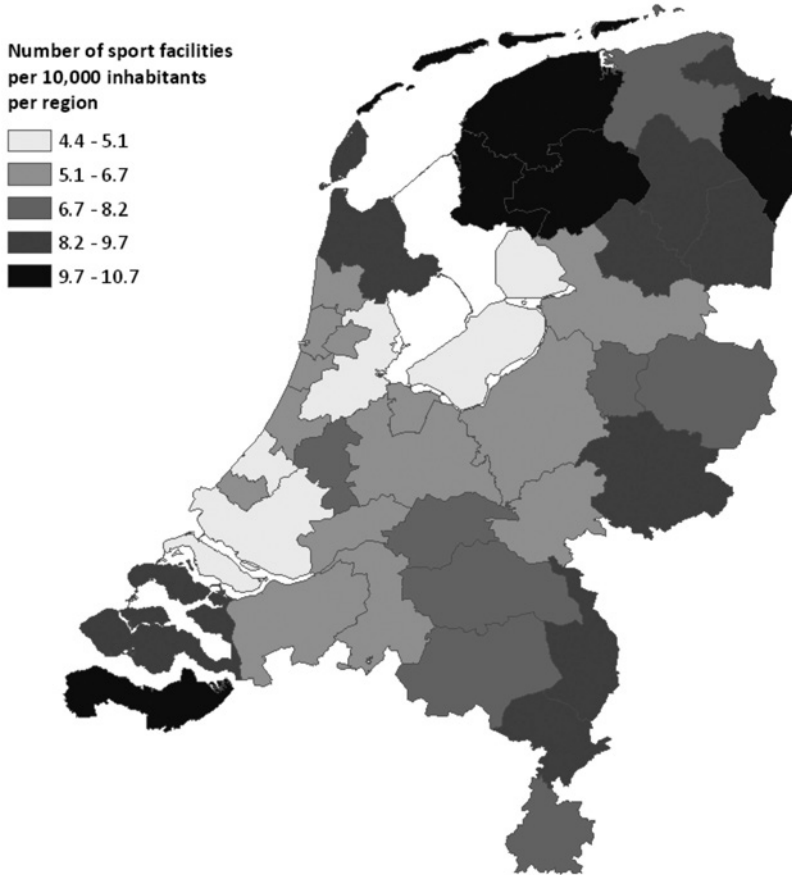 Number of sport facilities
per 10,000 inhabitants
per region
4.4 - 5.1
5.1 - 6.7
6.7 - 8.2
8.2 - 9.7
9.7 - 10.7